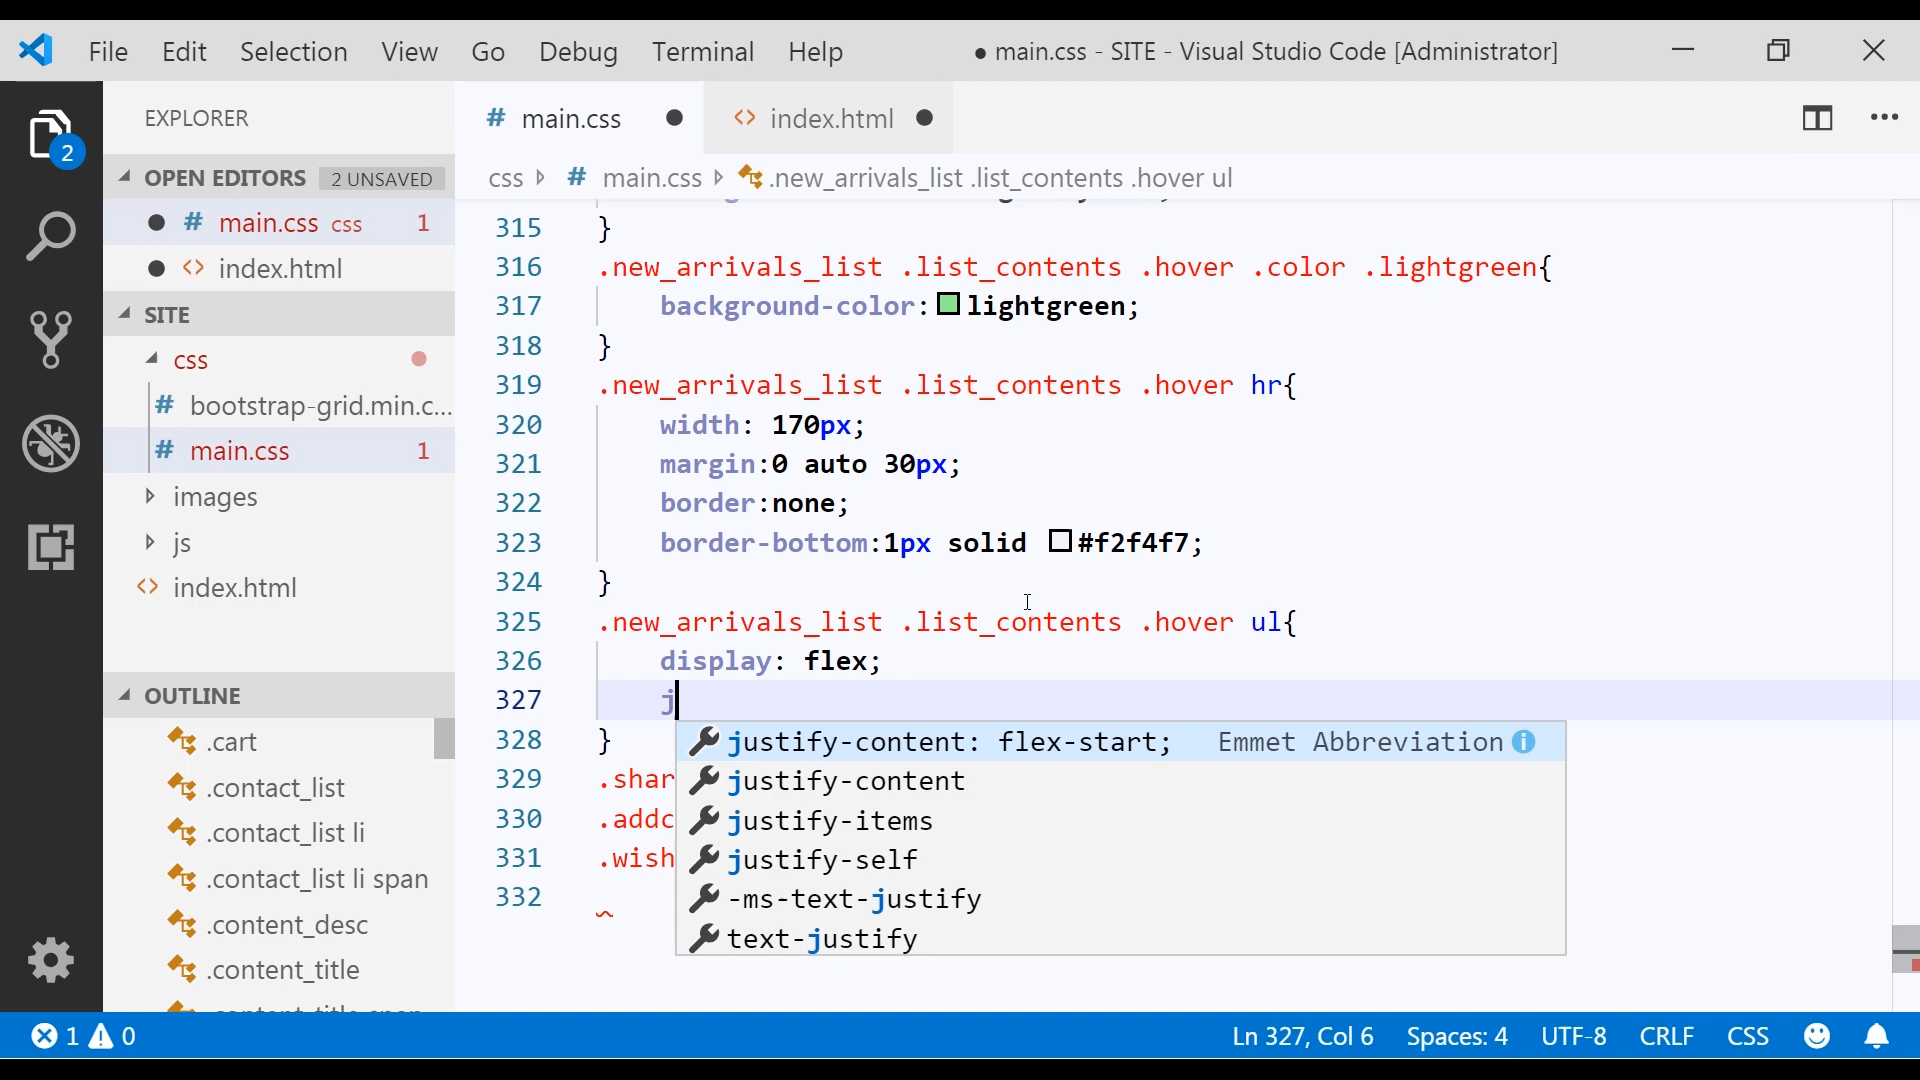 File Edit Selection View Go Debug Terminal Help ● main.css - SITE - Visual Studio Code [Administrator]
2
EXPLORER
OPEN EDITORS 2 UNSAVED
● # main.css css 1
● <> index.html
SITE
css
# bootstrap-grid.min.c...
# main.css 1
images
js
<> index.html
OUTLINE
.cart
.contact_list
.contact_list li
.contact_list li span
.content_desc
.content_title
# main.css ● <> index.html ●
css # main.css .new_arrivals_list .list_contents .hover ul
315 }
316 .new_arrivals_list .list_contents .hover .color .lightgreen{
317 background-color: lightgreen;
318 }
319 .new_arrivals_list .list_contents .hover hr{
320 width: 170px;
321 margin:0 auto 30px;
322 border:none;
323 border-bottom:1px solid #f2f4f7;
324 }
325 .new_arrivals_list .list_contents .hover ul{
326 display: flex;
327 j
justify-content: flex-start; Emmet Abbreviation
328 }
justify-content
329 .shar
justify-items
330 .addc
justify-self
331 .wish
-ms-text-justify
332
text-justify
1 0 Ln 327, Col 6 Spaces: 4 UTF-8 CRLF CSS